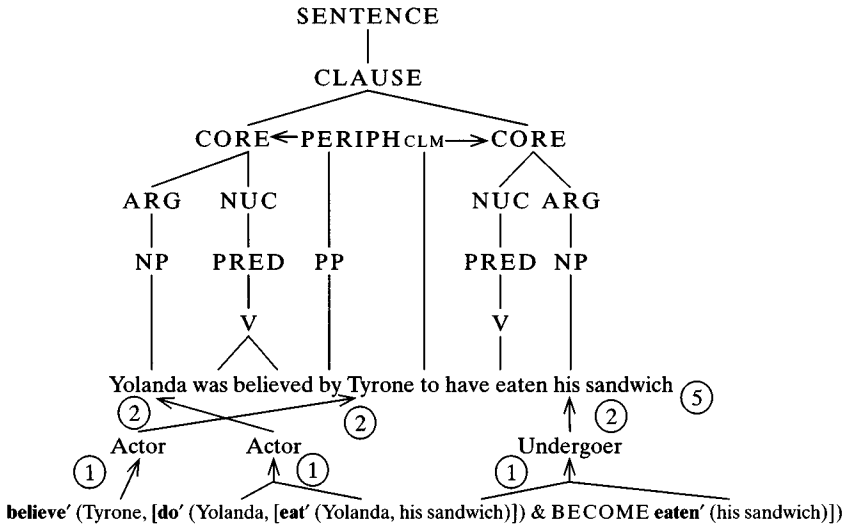 SENTENCE
CLAUSE
CORE PERIPH CLM CORE
ARG NUC NUC ARG
NP PRED PP PRED NP
V V
Yolanda was believed by Tyrone to have eaten his sandwich 5
2 2 2
Actor Actor Undergoer
1 1 1
believe′ (Tyrone, [do′ (Yolanda, [eat′ (Yolanda, his sandwich)]) & BECOME eaten′ (his sandwich)])